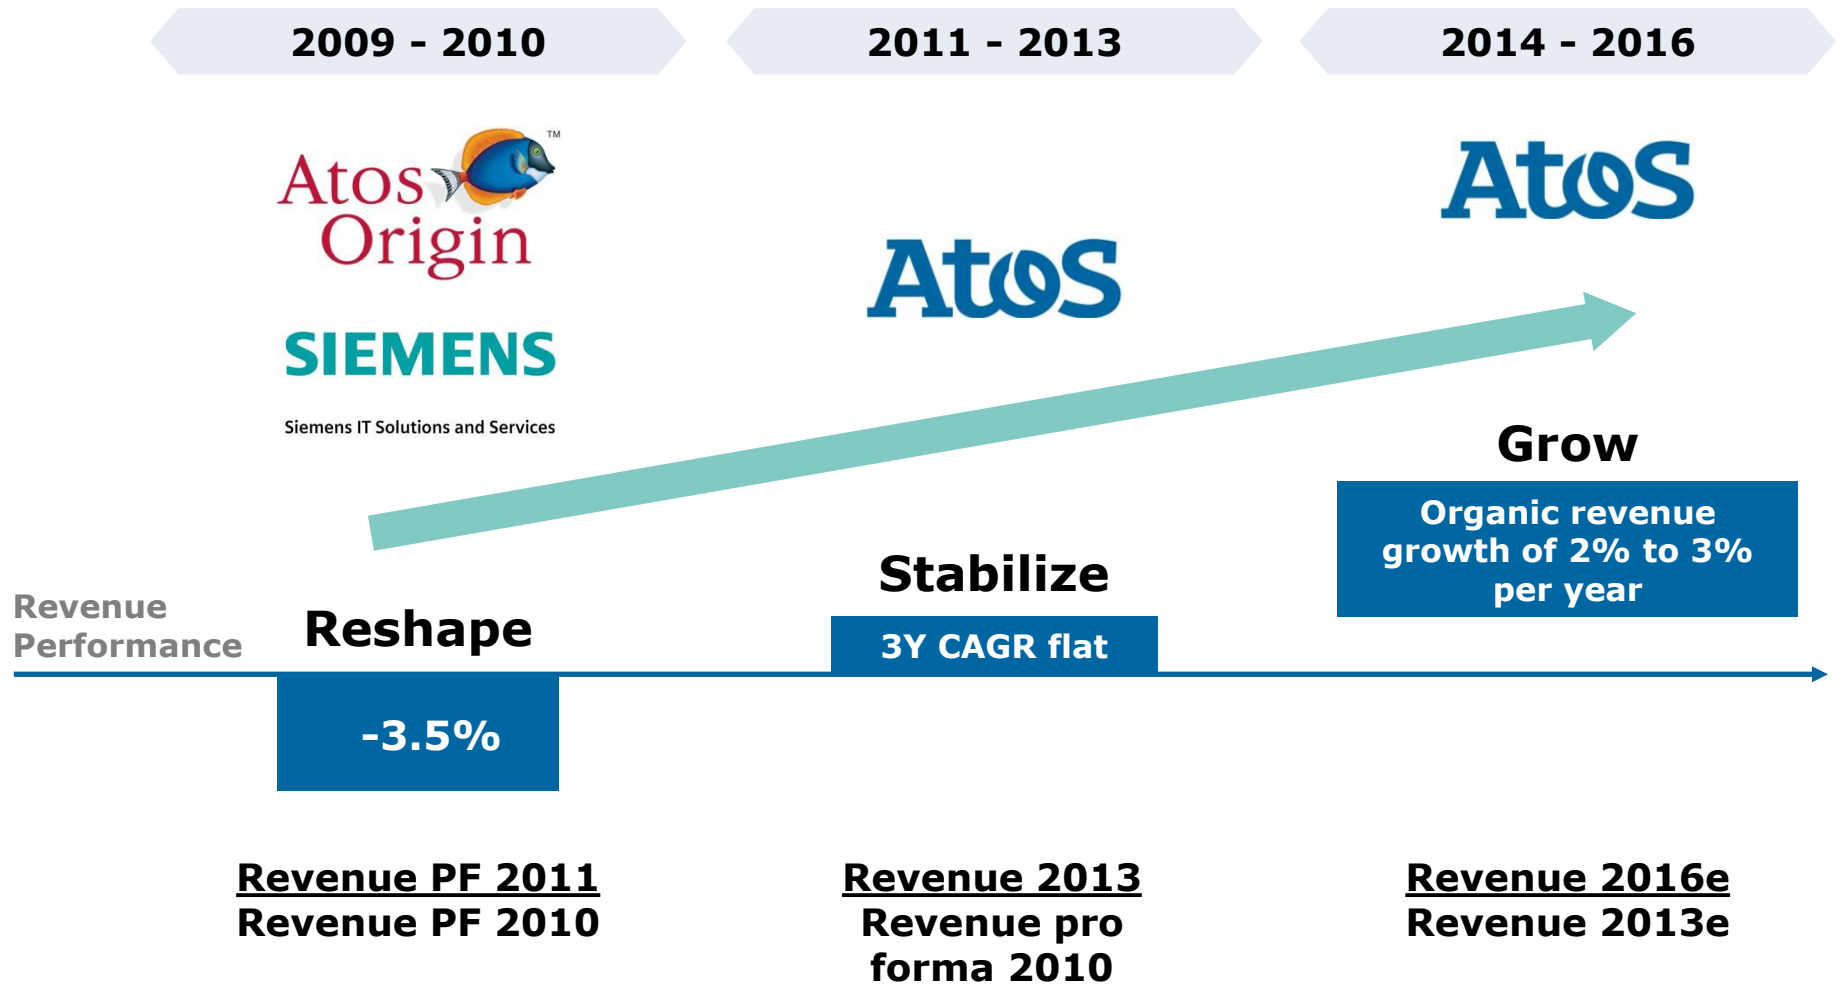 2009 - 2010
2011 - 2013
2014 - 2016
Atos
Origin
TM
SIEMENS
Siemens IT Solutions and Services
AtoS
AtoS
Grow
Organic revenue
growth of 2% to 3%
per year
Stabilize
3Y CAGR flat
Revenue
Performance
Reshape
-3.5%
Revenue PF 2011
Revenue PF 2010
Revenue 2013
Revenue pro
forma 2010
Revenue 2016e
Revenue 2013e